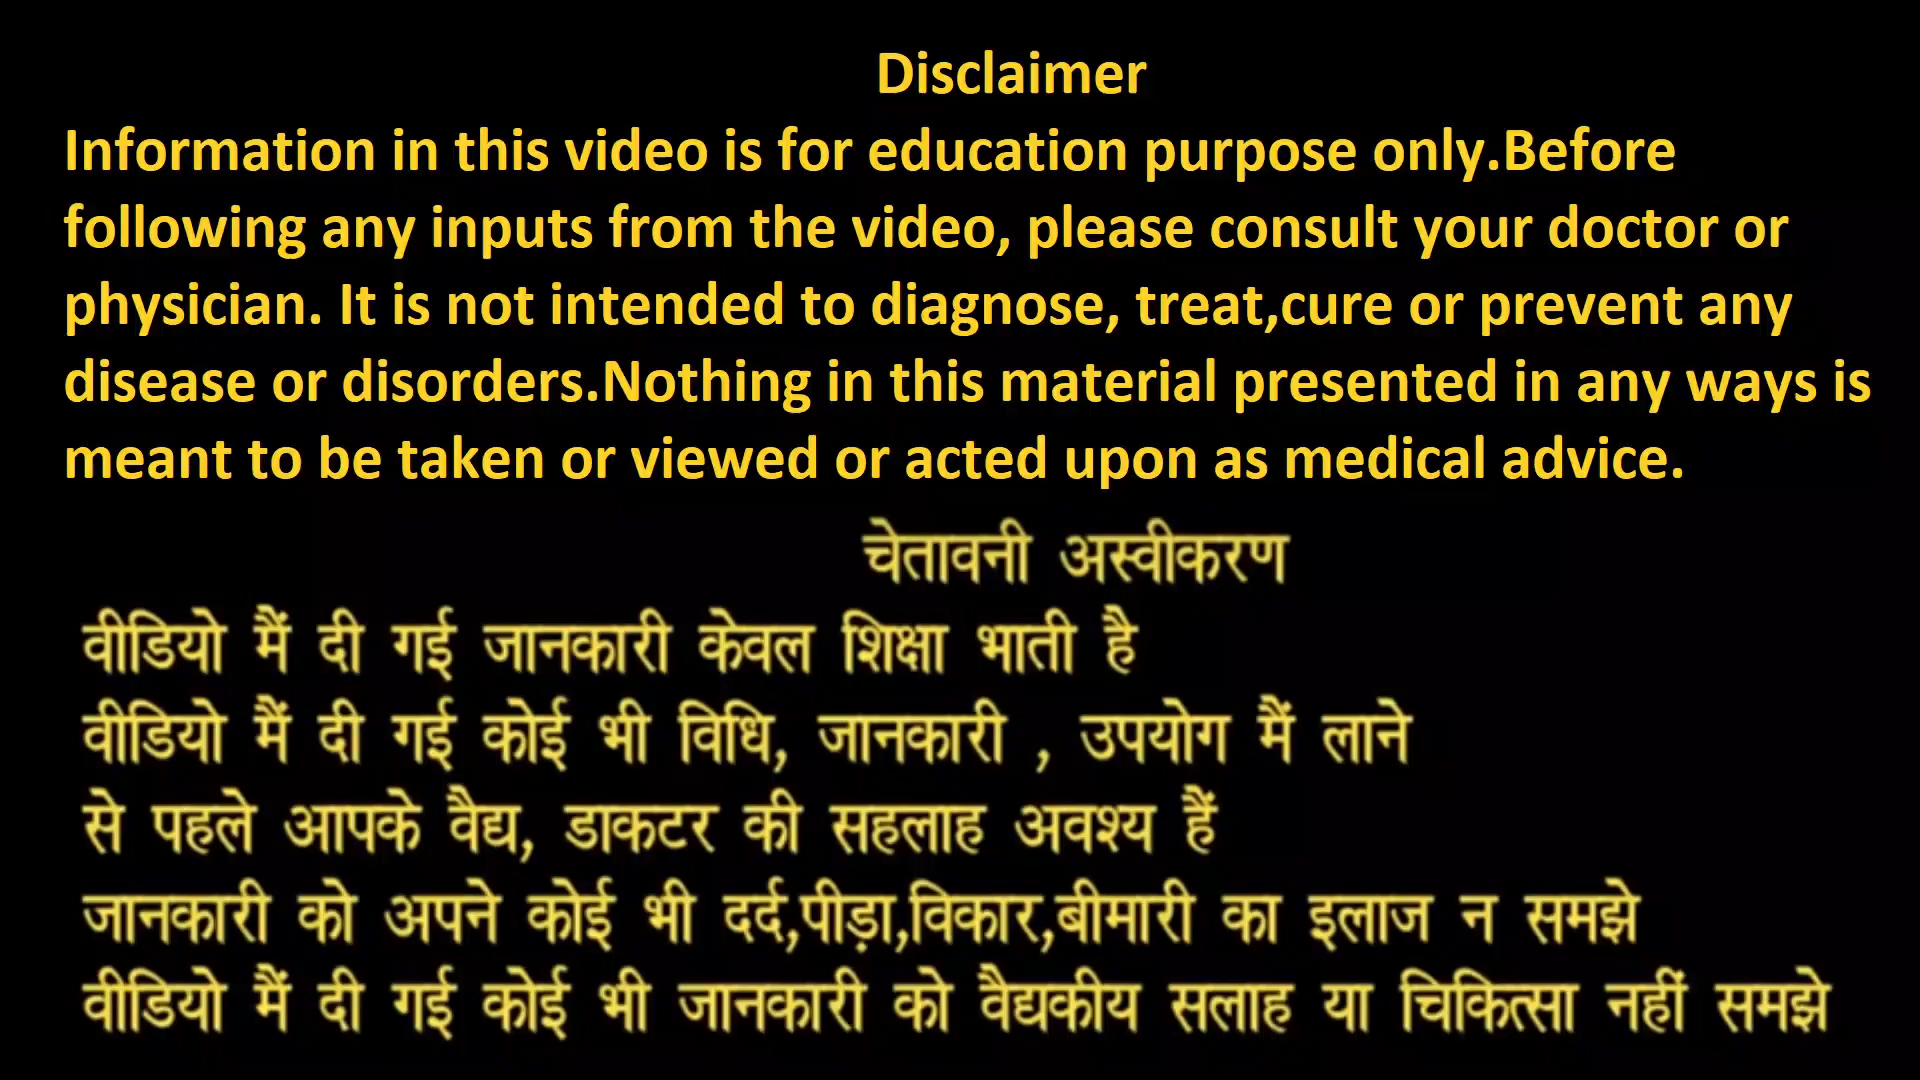 Disclaimer
Information in this video is for education purpose only.Before
following any inputs from the video, please consult your doctor or
physician. It is not intended to diagnose, treat,cure or prevent any
disease or disorders.Nothing in this material presented in any ways is
meant to be taken or viewed or acted upon as medical advice.
चेतावनी अस्वीकरण
वीडियो मैं दी गई जानकारी केवल शिक्षा भाती है
वीडियो मैं दी गई कोई भी विधि, जानकारी , उपयोग मैं लाने
से पहले आपके वैद्य, डाकटर की सहलाह अवश्य हैं
जानकारी को अपने कोई भी दर्द,पीड़ा,विकार,बीमारी का इलाज न समझे
वीडियो मैं दी गई कोई भी जानकारी को वैद्यकीय सलाह या चिकित्सा नहीं समझे